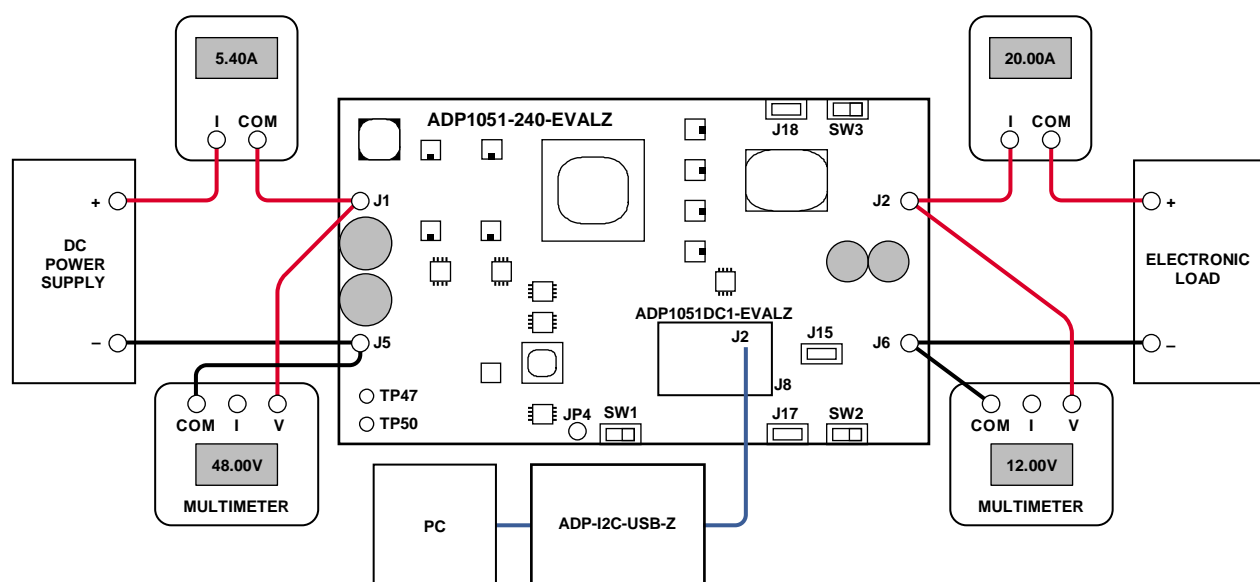 5.40A
I COM
20.00A
I COM
ADP1051-240-EVALZ
J18 SW3
+
DC
POWER
SUPPLY
–
J1
J5
J2
J6
+
ELECTRONIC
LOAD
–
ADP1051DC1-EVALZ
J2
J8
J15
TP47
TP50
JP4
SW1
J17
SW2
COM I V
48.00V
MULTIMETER
COM I V
12.00V
MULTIMETER
PC
ADP-I2C-USB-Z